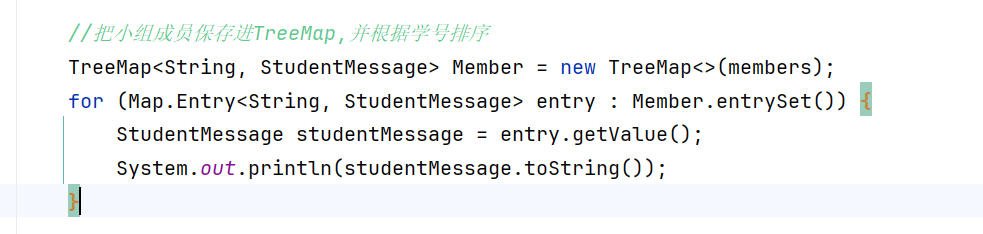 //把小组成员保存进TreeMap,并根据学号排序
TreeMap<String, StudentMessage> Member = new TreeMap<>(members);
for (Map.Entry<String, StudentMessage> entry : Member.entrySet()) {
StudentMessage studentMessage = entry.getValue();
System.out.println(studentMessage.toString());
}